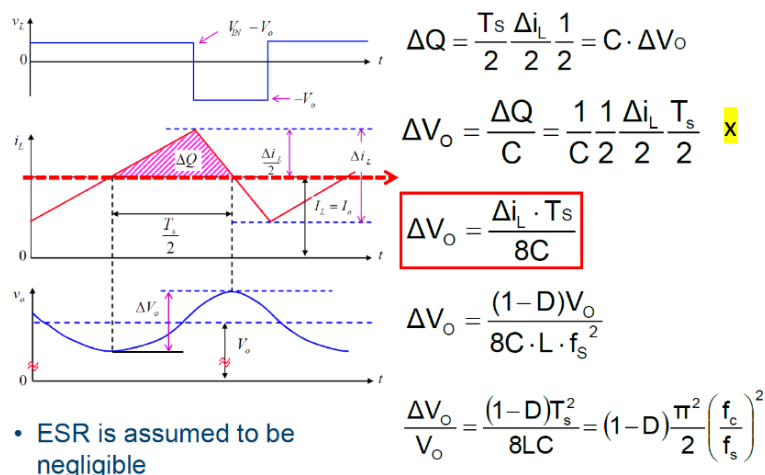 v_L
V_IN − V_o
0
t
−V_o
i_L
ΔQ
Δi_L/2
Δi_L
T_s/2
I_L = I_o
0
t
v_o
ΔV_o
V_o
0
t
• ESR is assumed to be
negligible
ΔQ = T_S/2 Δi_L/2 1/2 = C · ΔV_O
ΔV_O = ΔQ/C = 1/C 1/2 Δi_L/2 T_s/2 x
ΔV_O = Δi_L · T_S / 8C
ΔV_O = (1−D)V_O / 8C · L · f_S²
ΔV_O/V_O = (1−D)T_s²/8LC = (1−D) π²/2 (f_c/f_s)²